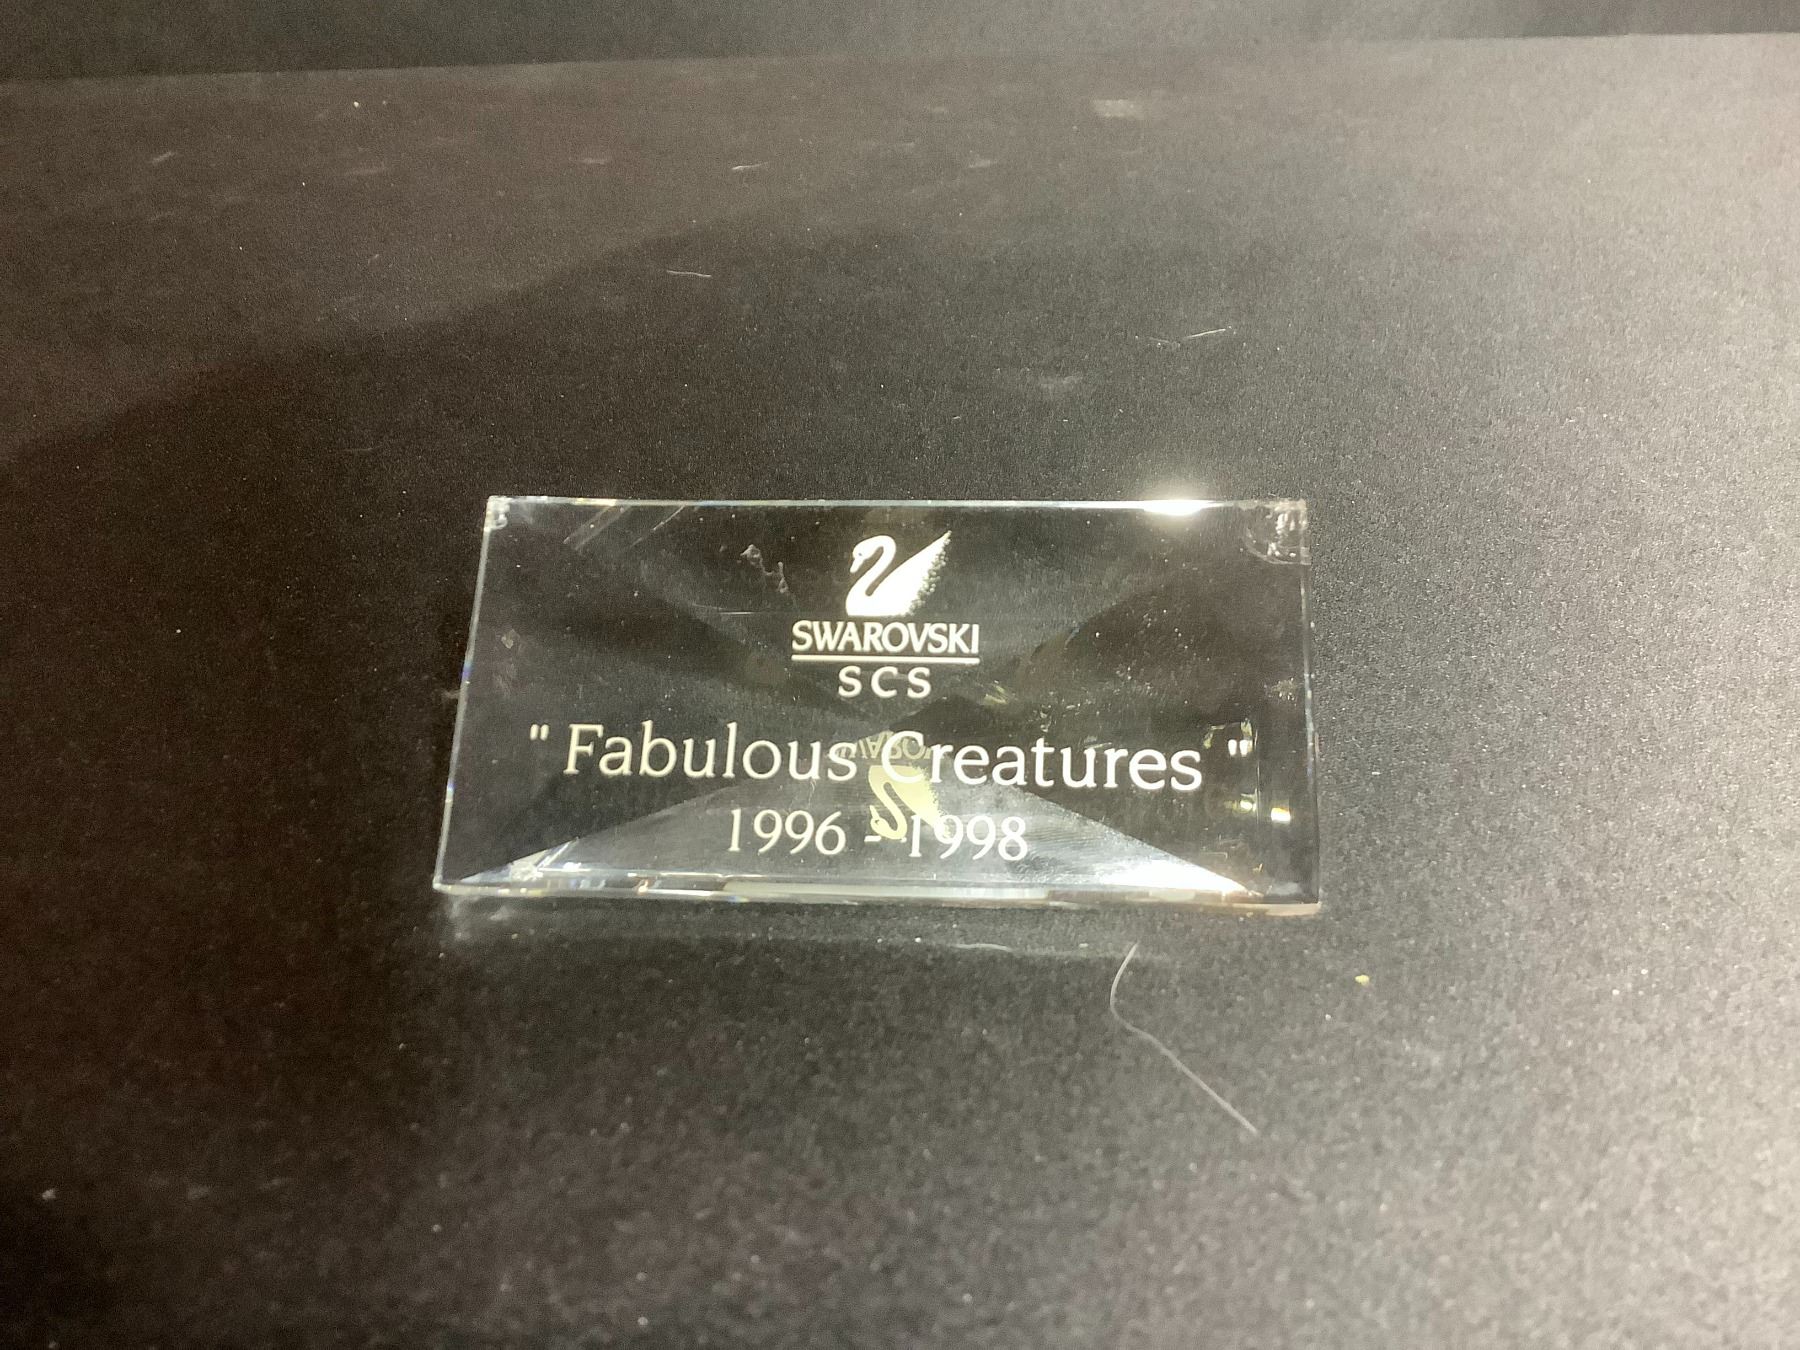 SWAROVSKI
SCS
" Fabulous Creatures "
1996 - 1998